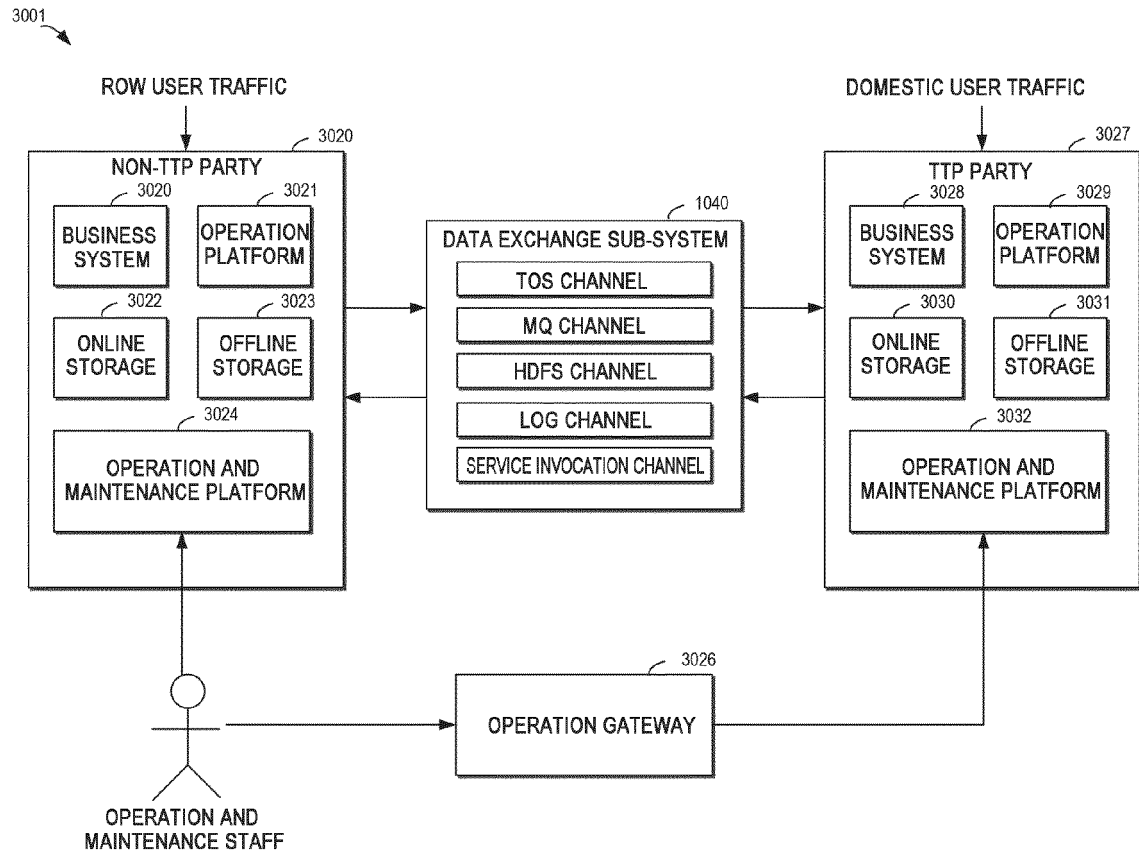 3001
ROW USER TRAFFIC
DOMESTIC USER TRAFFIC
3020
NON-TTP PARTY
3020
BUSINESS
SYSTEM
3021
OPERATION
PLATFORM
3022
ONLINE
STORAGE
3023
OFFLINE
STORAGE
3024
OPERATION AND
MAINTENANCE PLATFORM
1040
DATA EXCHANGE SUB-SYSTEM
TOS CHANNEL
MQ CHANNEL
HDFS CHANNEL
LOG CHANNEL
SERVICE INVOCATION CHANNEL
3027
TTP PARTY
3028
BUSINESS
SYSTEM
3029
OPERATION
PLATFORM
3030
ONLINE
STORAGE
3031
OFFLINE
STORAGE
3032
OPERATION AND
MAINTENANCE PLATFORM
3026
OPERATION GATEWAY
OPERATION AND
MAINTENANCE STAFF